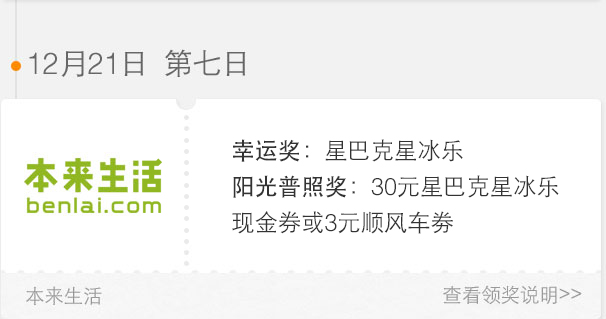 12月21日 第七日
本来生活
benlai.com
幸运奖：星巴克星冰乐
阳光普照奖：30元星巴克星冰乐
现金券或3元顺风车券
本来生活
查看领奖说明>>